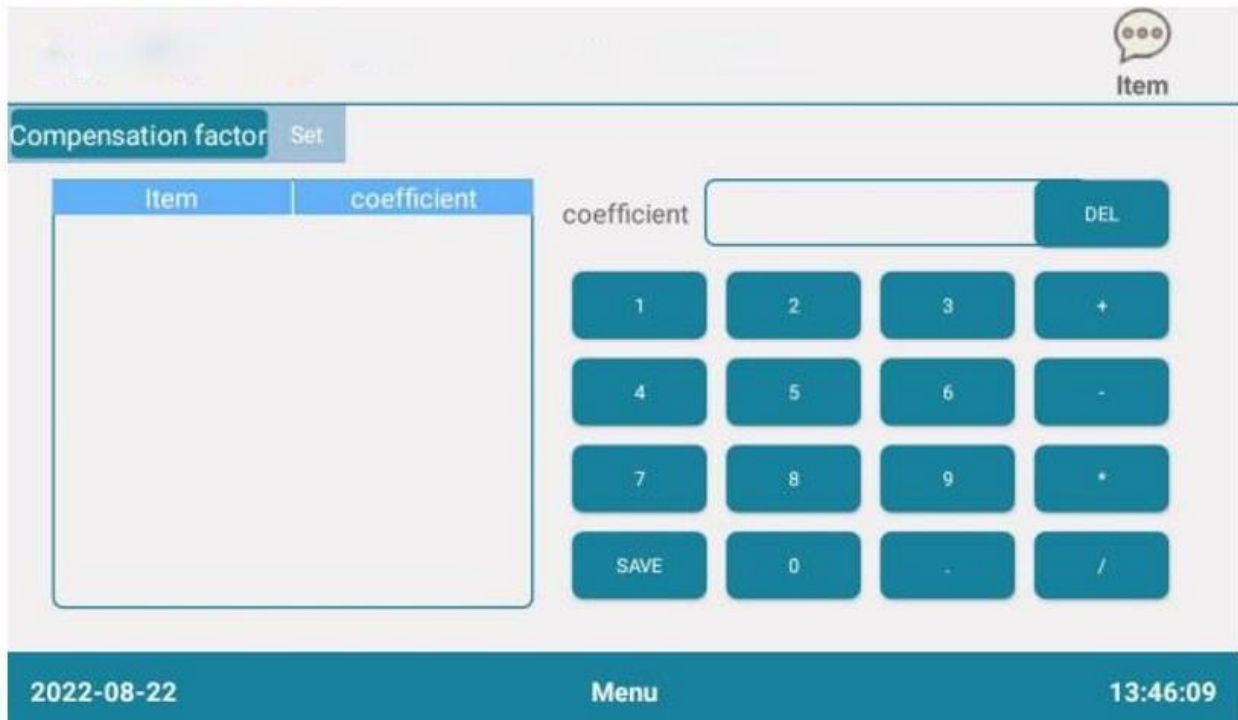 Item
Compensation factor Set
Item coefficient
coefficient DEL
1 2 3 +
4 5 6 -
7 8 9 *
SAVE 0 . /
2022-08-22 Menu 13:46:09